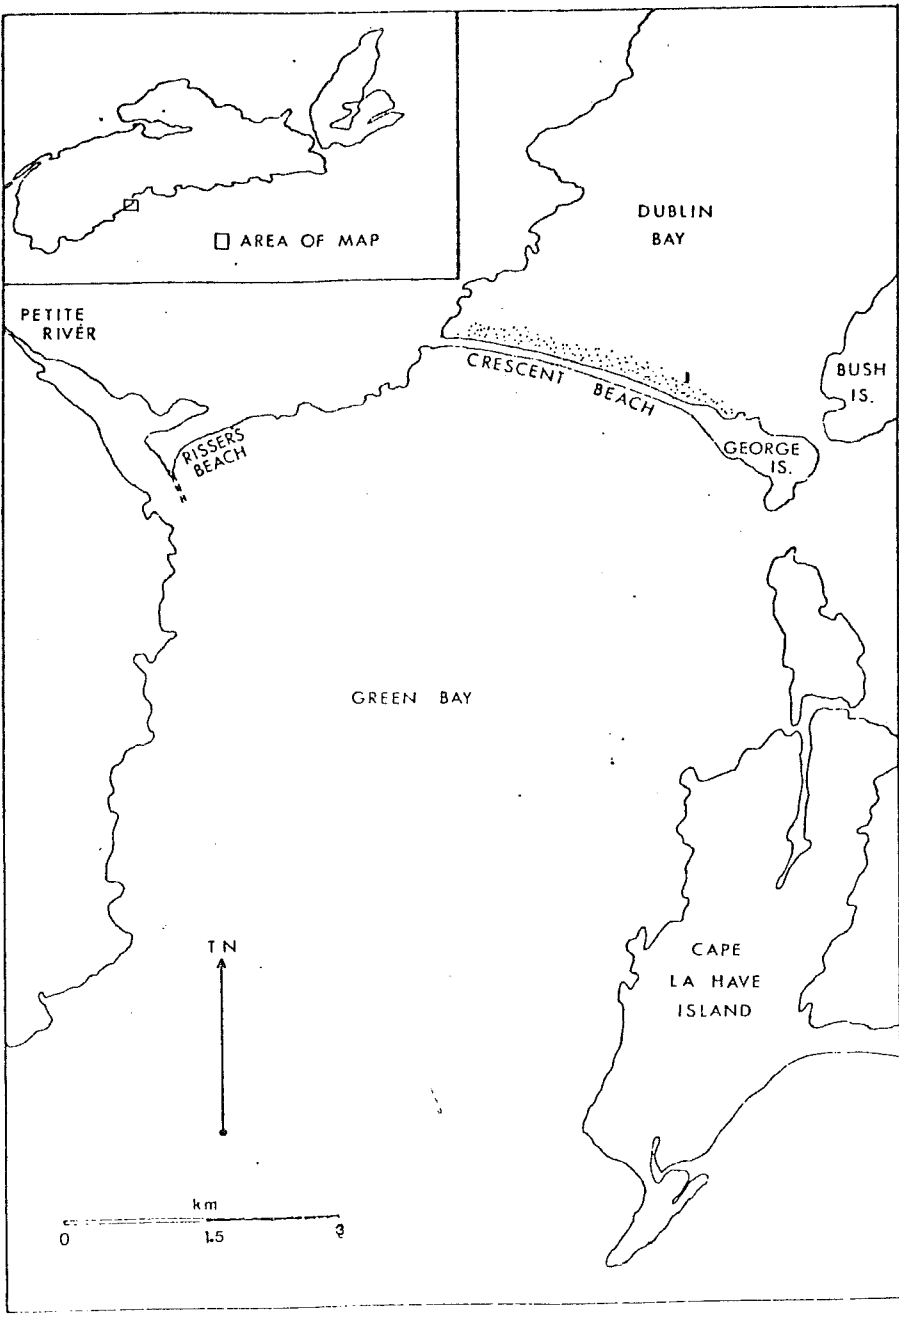 AREA OF MAP
DUBLIN
BAY
PETITE
RIVER
BUSH
IS.
CRESCENT BEACH
RISSERS
BEACH
GEORGE
IS.
GREEN BAY
TN
CAPE
LA HAVE
ISLAND
km
0 1.5 3